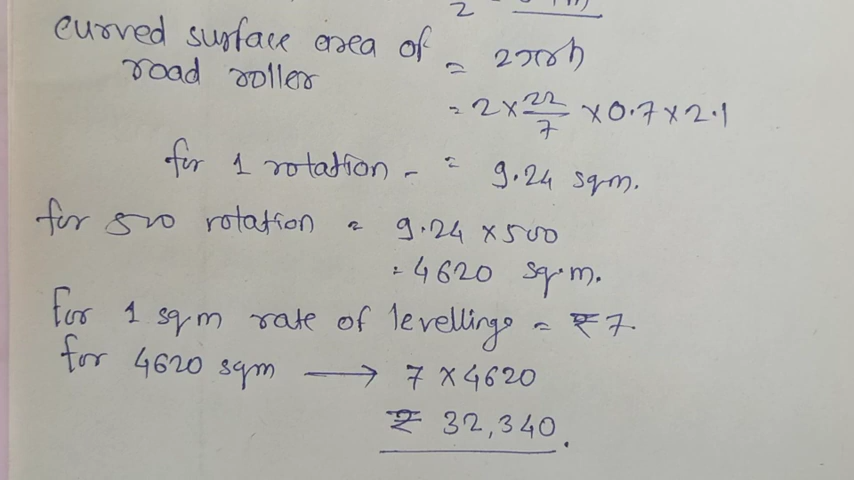 2
curved surface area of = 2πrh
road roller
= 2 × 22/7 × 0.7 × 2.1
for 1 rotation - = 9.24 sqm.
for 500 rotation = 9.24 × 500
= 4620 sq.m.
For 1 sqm rate of levellings = ₹7.
for 4620 sqm → 7 × 4620
₹ 32,340.